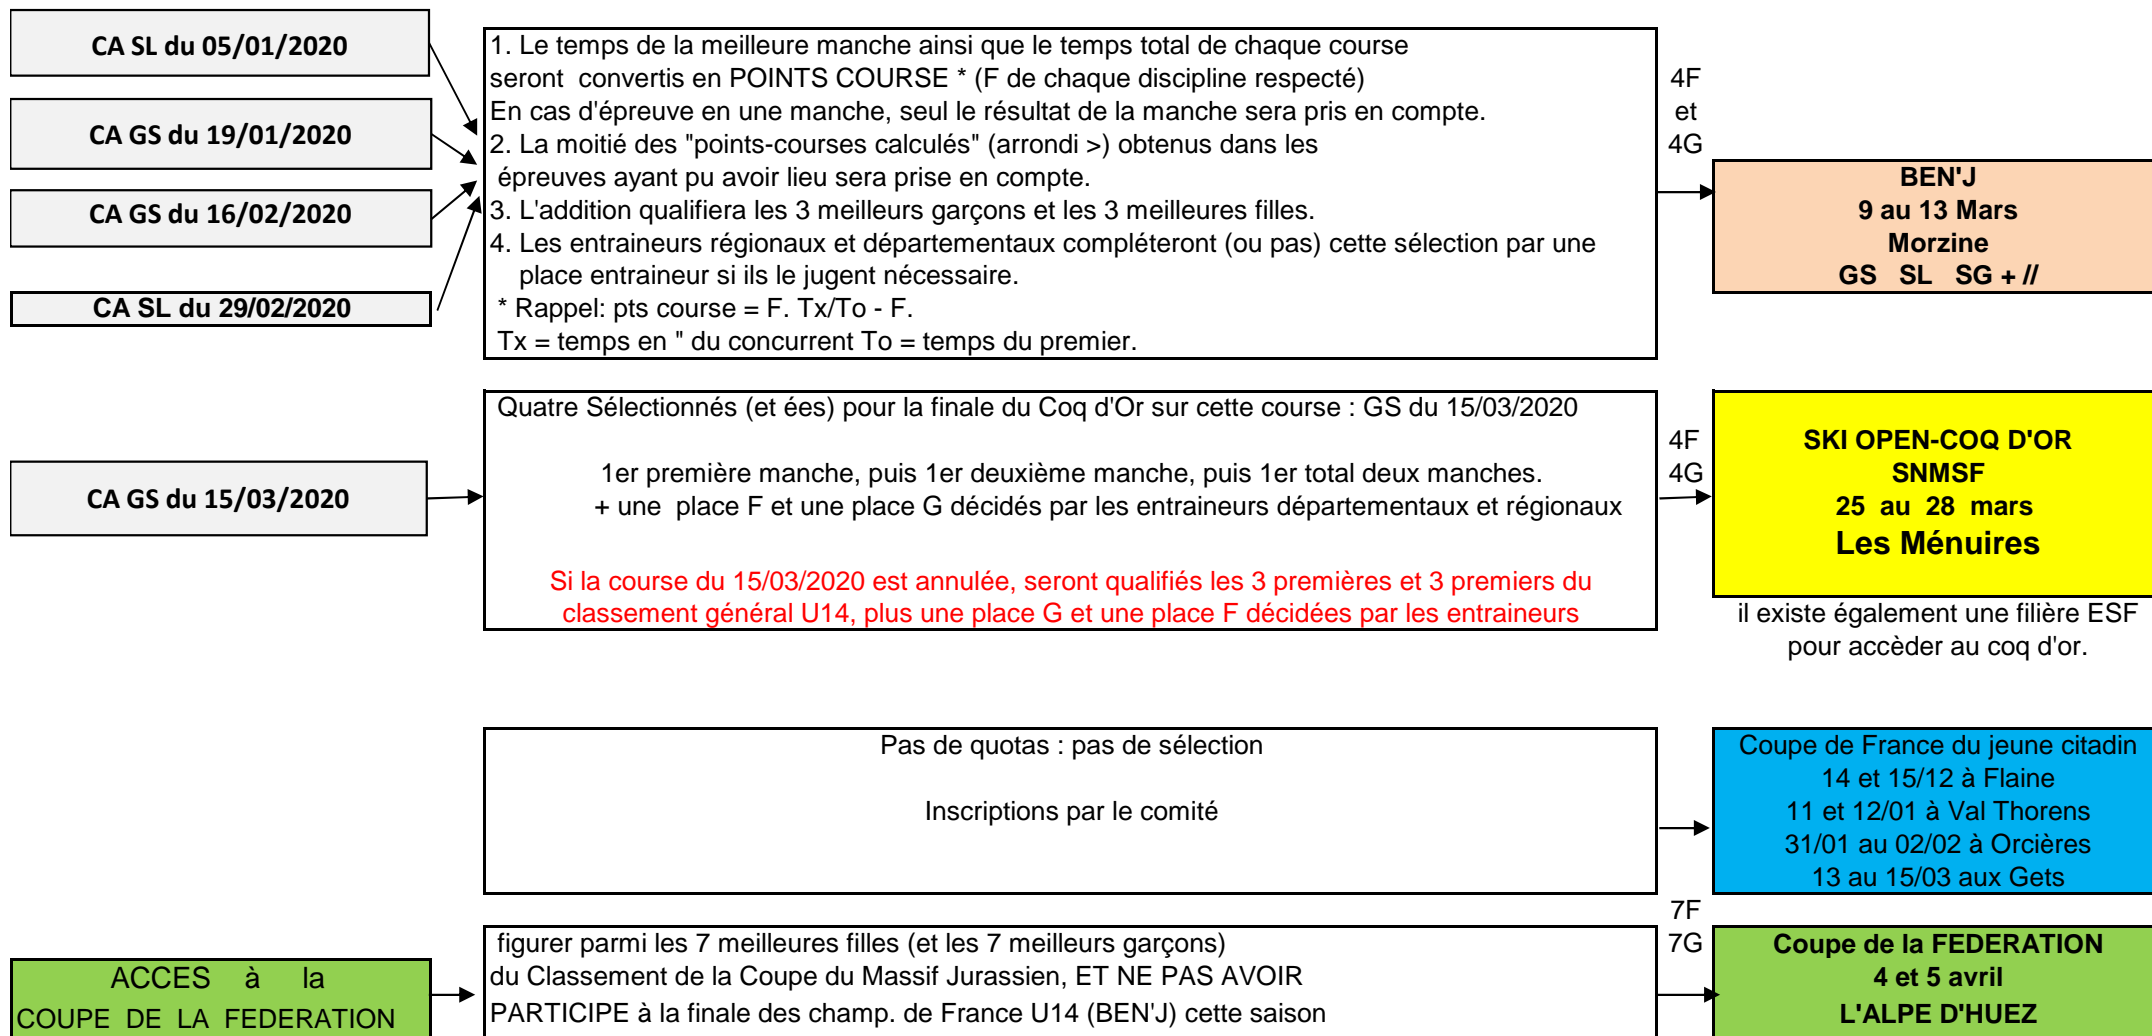 CA SL du 05/01/2020
CA GS du 19/01/2020
CA GS du 16/02/2020
CA SL du 29/02/2020
1. Le temps de la meilleure manche ainsi que le temps total de chaque course
seront convertis en POINTS COURSE * (F de chaque discipline respecté)
En cas d'épreuve en une manche, seul le résultat de la manche sera pris en compte.
2. La moitié des "points-courses calculés" (arrondi >) obtenus dans les
épreuves ayant pu avoir lieu sera prise en compte.
3. L'addition qualifiera les 3 meilleurs garçons et les 3 meilleures filles.
4. Les entraineurs régionaux et départementaux compléteront (ou pas) cette sélection par une
place entraineur si ils le jugent nécessaire.
* Rappel: pts course = F. Tx/To - F.
Tx = temps en " du concurrent To = temps du premier.
4F
et
4G
BEN'J
9 au 13 Mars
Morzine
GS SL SG + //
CA GS du 15/03/2020
Quatre Sélectionnés (et ées) pour la finale du Coq d'Or sur cette course : GS du 15/03/2020
1er première manche, puis 1er deuxième manche, puis 1er total deux manches.
+ une place F et une place G décidés par les entraineurs départementaux et régionaux
Si la course du 15/03/2020 est annulée, seront qualifiés les 3 premières et 3 premiers du
classement général U14, plus une place G et une place F décidées par les entraineurs
4F
4G
SKI OPEN-COQ D'OR
SNMSF
25 au 28 mars
Les Ménuires
il existe également une filière ESF
pour accèder au coq d'or.
Pas de quotas : pas de sélection
Inscriptions par le comité
Coupe de France du jeune citadin
14 et 15/12 à Flaine
11 et 12/01 à Val Thorens
31/01 au 02/02 à Orcières
13 au 15/03 aux Gets
ACCES à la
COUPE DE LA FEDERATION
figurer parmi les 7 meilleures filles (et les 7 meilleurs garçons)
du Classement de la Coupe du Massif Jurassien, ET NE PAS AVOIR
PARTICIPE à la finale des champ. de France U14 (BEN'J) cette saison
7F
7G
Coupe de la FEDERATION
4 et 5 avril
L'ALPE D'HUEZ